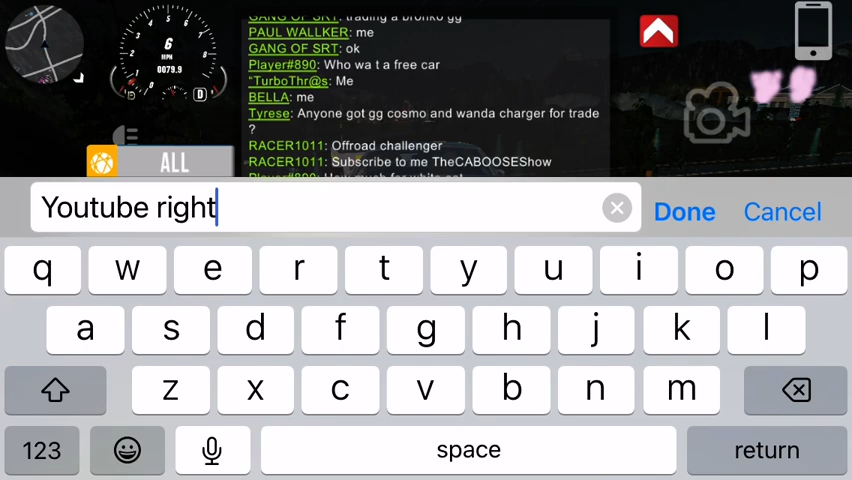 GANG OF SRT: trading a bronko gg
PAUL WALLKER: me
GANG OF SRT: ok
Player#890: Who wa t a free car
"TurboThr@s: Me
BELLA: me
Tyrese: Anyone got gg cosmo and wanda charger for trade
?
RACER1011: Offroad challenger
RACER1011: Subscribe to me TheCABOOSEShow
6
MPH
0079.9
D
ALL
Youtube right
Done
Cancel
q w e r t y u i o p
a s d f g h j k l
z x c v b n m
123
space
return